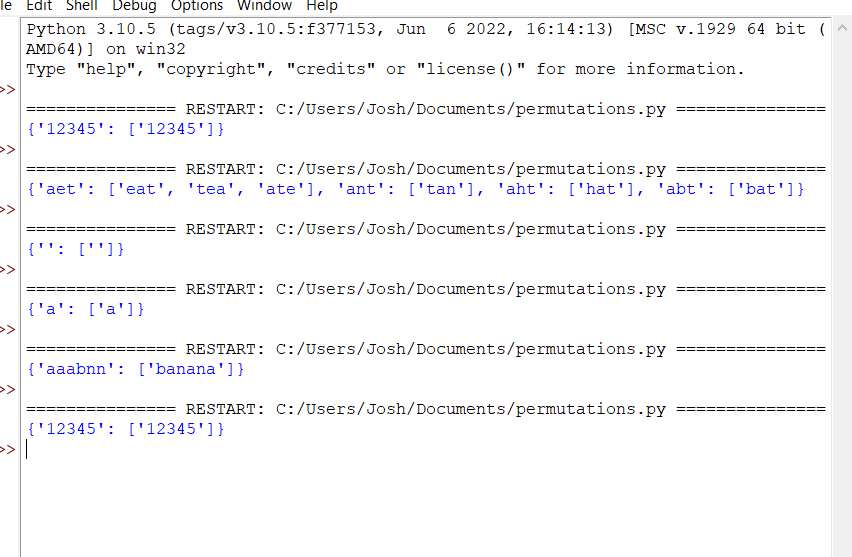 le Edit Shell Debug Options Window Help
Python 3.10.5 (tags/v3.10.5:f377153, Jun  6 2022, 16:14:13) [MSC v.1929 64 bit (
AMD64)] on win32
Type "help", "copyright", "credits" or "license()" for more information.
>>
=============== RESTART: C:/Users/Josh/Documents/permutations.py ===============
{'12345': ['12345']}
>>
=============== RESTART: C:/Users/Josh/Documents/permutations.py ===============
{'aet': ['eat', 'tea', 'ate'], 'ant': ['tan'], 'aht': ['hat'], 'abt': ['bat']}
>>
=============== RESTART: C:/Users/Josh/Documents/permutations.py ===============
{'': ['']}
>>
=============== RESTART: C:/Users/Josh/Documents/permutations.py ===============
{'a': ['a']}
>>
=============== RESTART: C:/Users/Josh/Documents/permutations.py ===============
{'aaabnn': ['banana']}
>>
=============== RESTART: C:/Users/Josh/Documents/permutations.py ===============
{'12345': ['12345']}
>>